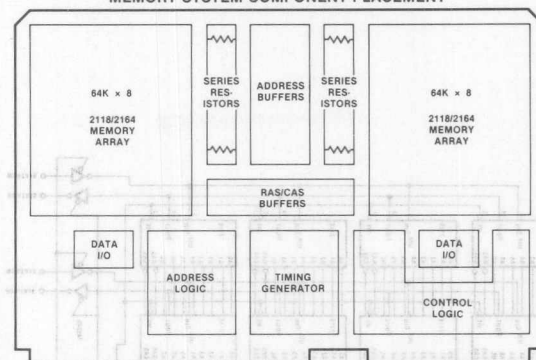 MEMORY SYSTEM COMPONENT PLACEMENT
64K × 8
2118/2164
MEMORY
ARRAY
SERIES
RES-
ISTORS
ADDRESS
BUFFERS
SERIES
RES-
ISTORS
64K × 8
2118/2164
MEMORY
ARRAY
RAS/CAS
BUFFERS
DATA
I/O
ADDRESS
LOGIC
TIMING
GENERATOR
DATA
I/O
CONTROL
LOGIC